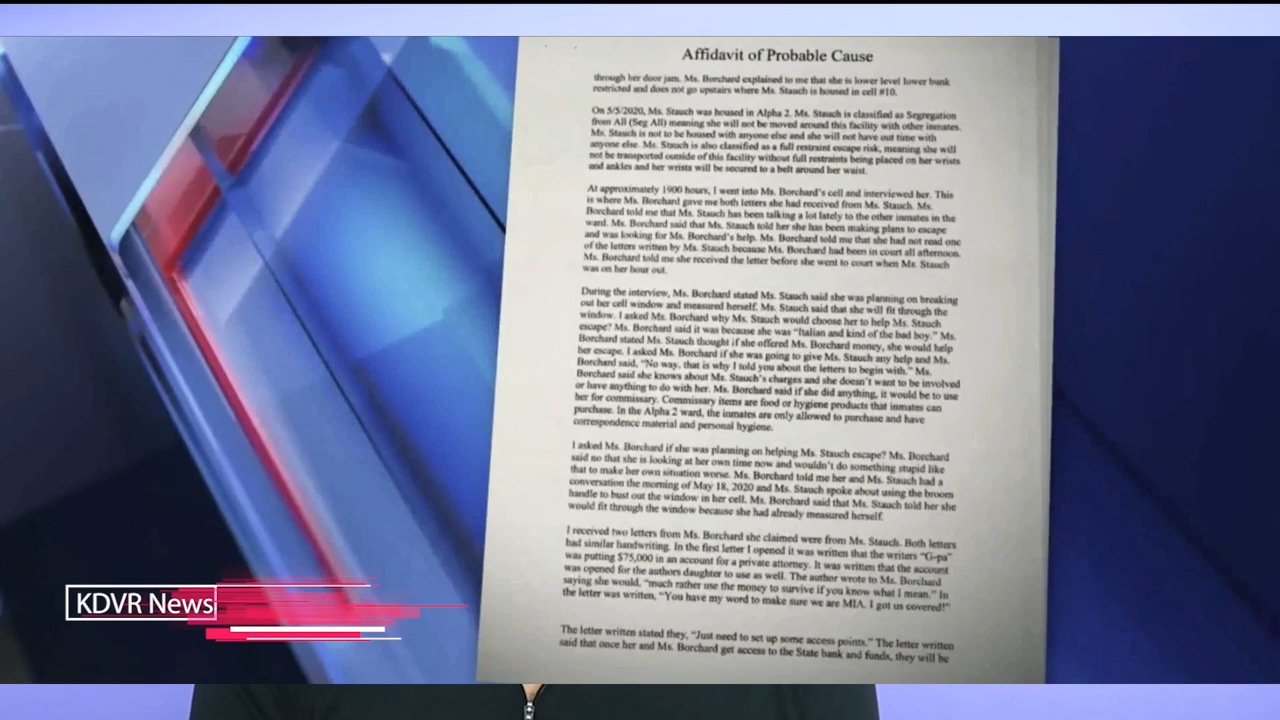 Affidavit of Probable Cause
through her door jam. Ms. Borchard explained to me that she is lower level lower bunk
restricted and does not go upstairs where Ms. Stauch is housed in cell #10.
On 5/5/2020, Ms. Stauch was housed in Alpha 2. Ms. Stauch is classified as Segregation
from All (Seg All) meaning she will not be moved around this facility with other inmates.
Ms. Stauch is not to be housed with anyone else and she will not have out time with
anyone else. Ms. Stauch is also classified as a full restraint escape risk, meaning she will
not be transported outside of this facility without full restraints being placed on her wrists
and ankles and her wrists will be secured to a belt around her waist.
At approximately 1900 hours, I went into Ms. Borchard's cell and interviewed her. This
is where Ms. Borchard gave me both letters she had received from Ms. Stauch. Ms.
Borchard told me that Ms. Stauch has been talking a lot lately to the other inmates in the
ward. Ms. Borchard said that Ms. Stauch told her she has been making plans to escape
and was looking for Ms. Borchard's help. Ms. Borchard told me that she had not read one
of the letters written by Ms. Stauch because Ms. Borchard had been in court all afternoon.
Ms. Borchard told me she received the letter before she went to court when Ms. Stauch
was on her hour out.
During the interview, Ms. Borchard stated Ms. Stauch said she was planning on breaking
out her cell window and measured herself. Ms. Stauch said that she will fit through the
window. I asked Ms. Borchard why Ms. Stauch would choose her to help Ms. Stauch
escape? Ms. Borchard said it was because she was "Italian and kind of the bad boy." Ms.
Borchard stated Ms. Stauch thought if she offered Ms. Borchard money, she would help
her escape. I asked Ms. Borchard if she was going to give Ms. Stauch any help and Ms.
Borchard said, "No way, that is why I told you about the letters to begin with." Ms.
Borchard said she knows about Ms. Stauch's charges and she doesn't want to be involved
or have anything to do with her. Ms. Borchard said if she did anything, it would be to use
her for commissary. Commissary items are food or hygiene products that inmates can
purchase. In the Alpha 2 ward, the inmates are only allowed to purchase and have
correspondence material and personal hygiene.
I asked Ms. Borchard if she was planning on helping Ms. Stauch escape? Ms. Borchard
said no that she is looking at her own time now and wouldn't do something stupid like
that to make her own situation worse. Ms. Borchard told me her and Ms. Stauch had a
conversation the morning of May 18, 2020 and Ms. Stauch spoke about using the broom
handle to bust out the window in her cell. Ms. Borchard said that Ms. Stauch told her she
would fit through the window because she had already measured herself.
I received two letters from Ms. Borchard she claimed were from Ms. Stauch. Both letters
had similar handwriting. In the first letter I opened it was written that the writers "G-pa"
was putting $75,000 in an account for a private attorney. It was written that the account
was opened for the authors daughter to use as well. The author wrote to Ms. Borchard
saying she would, "much rather use the money to survive if you know what I mean." In
the letter was written, "You have my word to make sure we are MIA. I got us covered!"
The letter written stated they, "Just need to set up some access points." The letter written
said that once her and Ms. Borchard get access to the State bank and funds, they will be
KDVR News